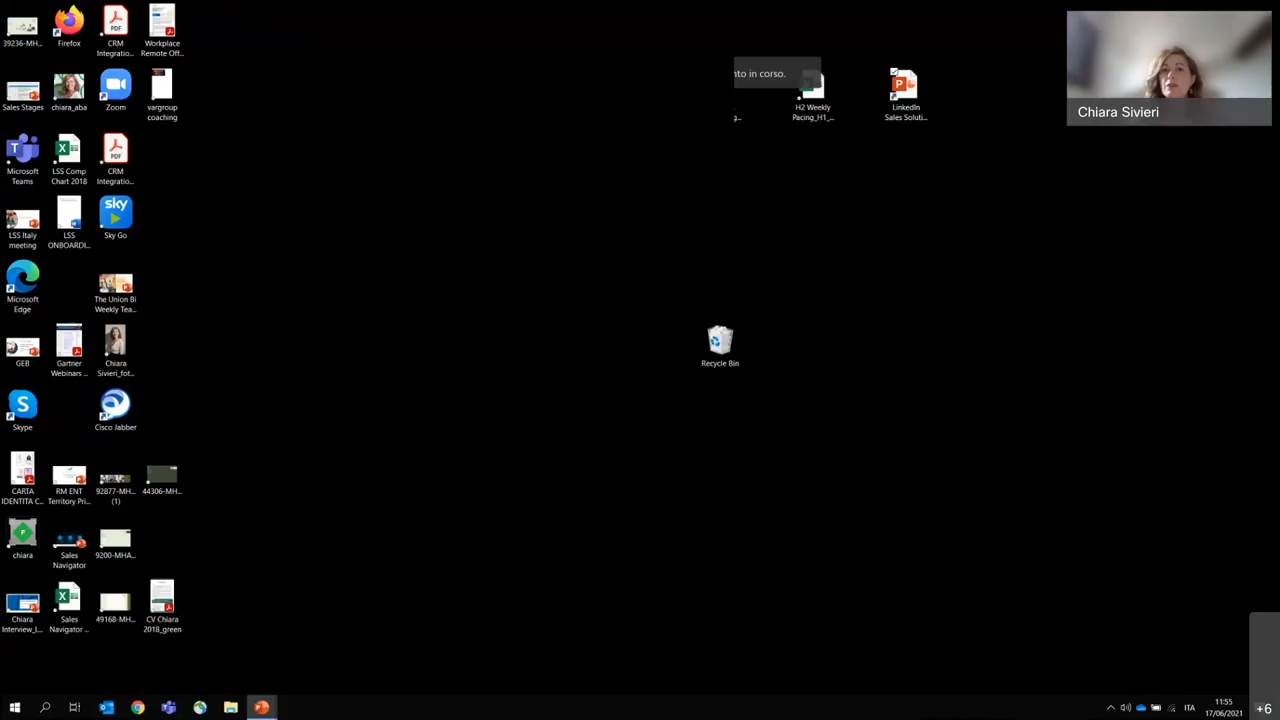 39236-MH...
Firefox
CRM
Integratio...
Workplace
Remote Off...
Sales Stages
chiara_aba
Zoom
vargroup
coaching
Microsoft
Teams
LSS Comp
Chart 2018
CRM
Integratio...
LSS Italy
meeting
LSS
ONBOARDI...
sky
Sky Go
Microsoft
Edge
The Union Bi
Weekly Tea...
GEB
Gartner
Webinars ...
Chiara
Sivieri_fot...
Skype
Cisco Jabber
CARTA
IDENTITA C...
RM ENT
Territory Pri...
92877-MH...
(1)
44306-MH...
chiara
Sales
Navigator
9200-MHA...
Chiara
Interview_L...
Sales
Navigator ...
49168-MH...
CV Chiara
2018_green
nto in corso.
g...
H2 Weekly
Pacing_H1_...
LinkedIn
Sales Soluti...
Recycle Bin
Chiara Sivieri
ITA
11:55
17/06/2021
+6